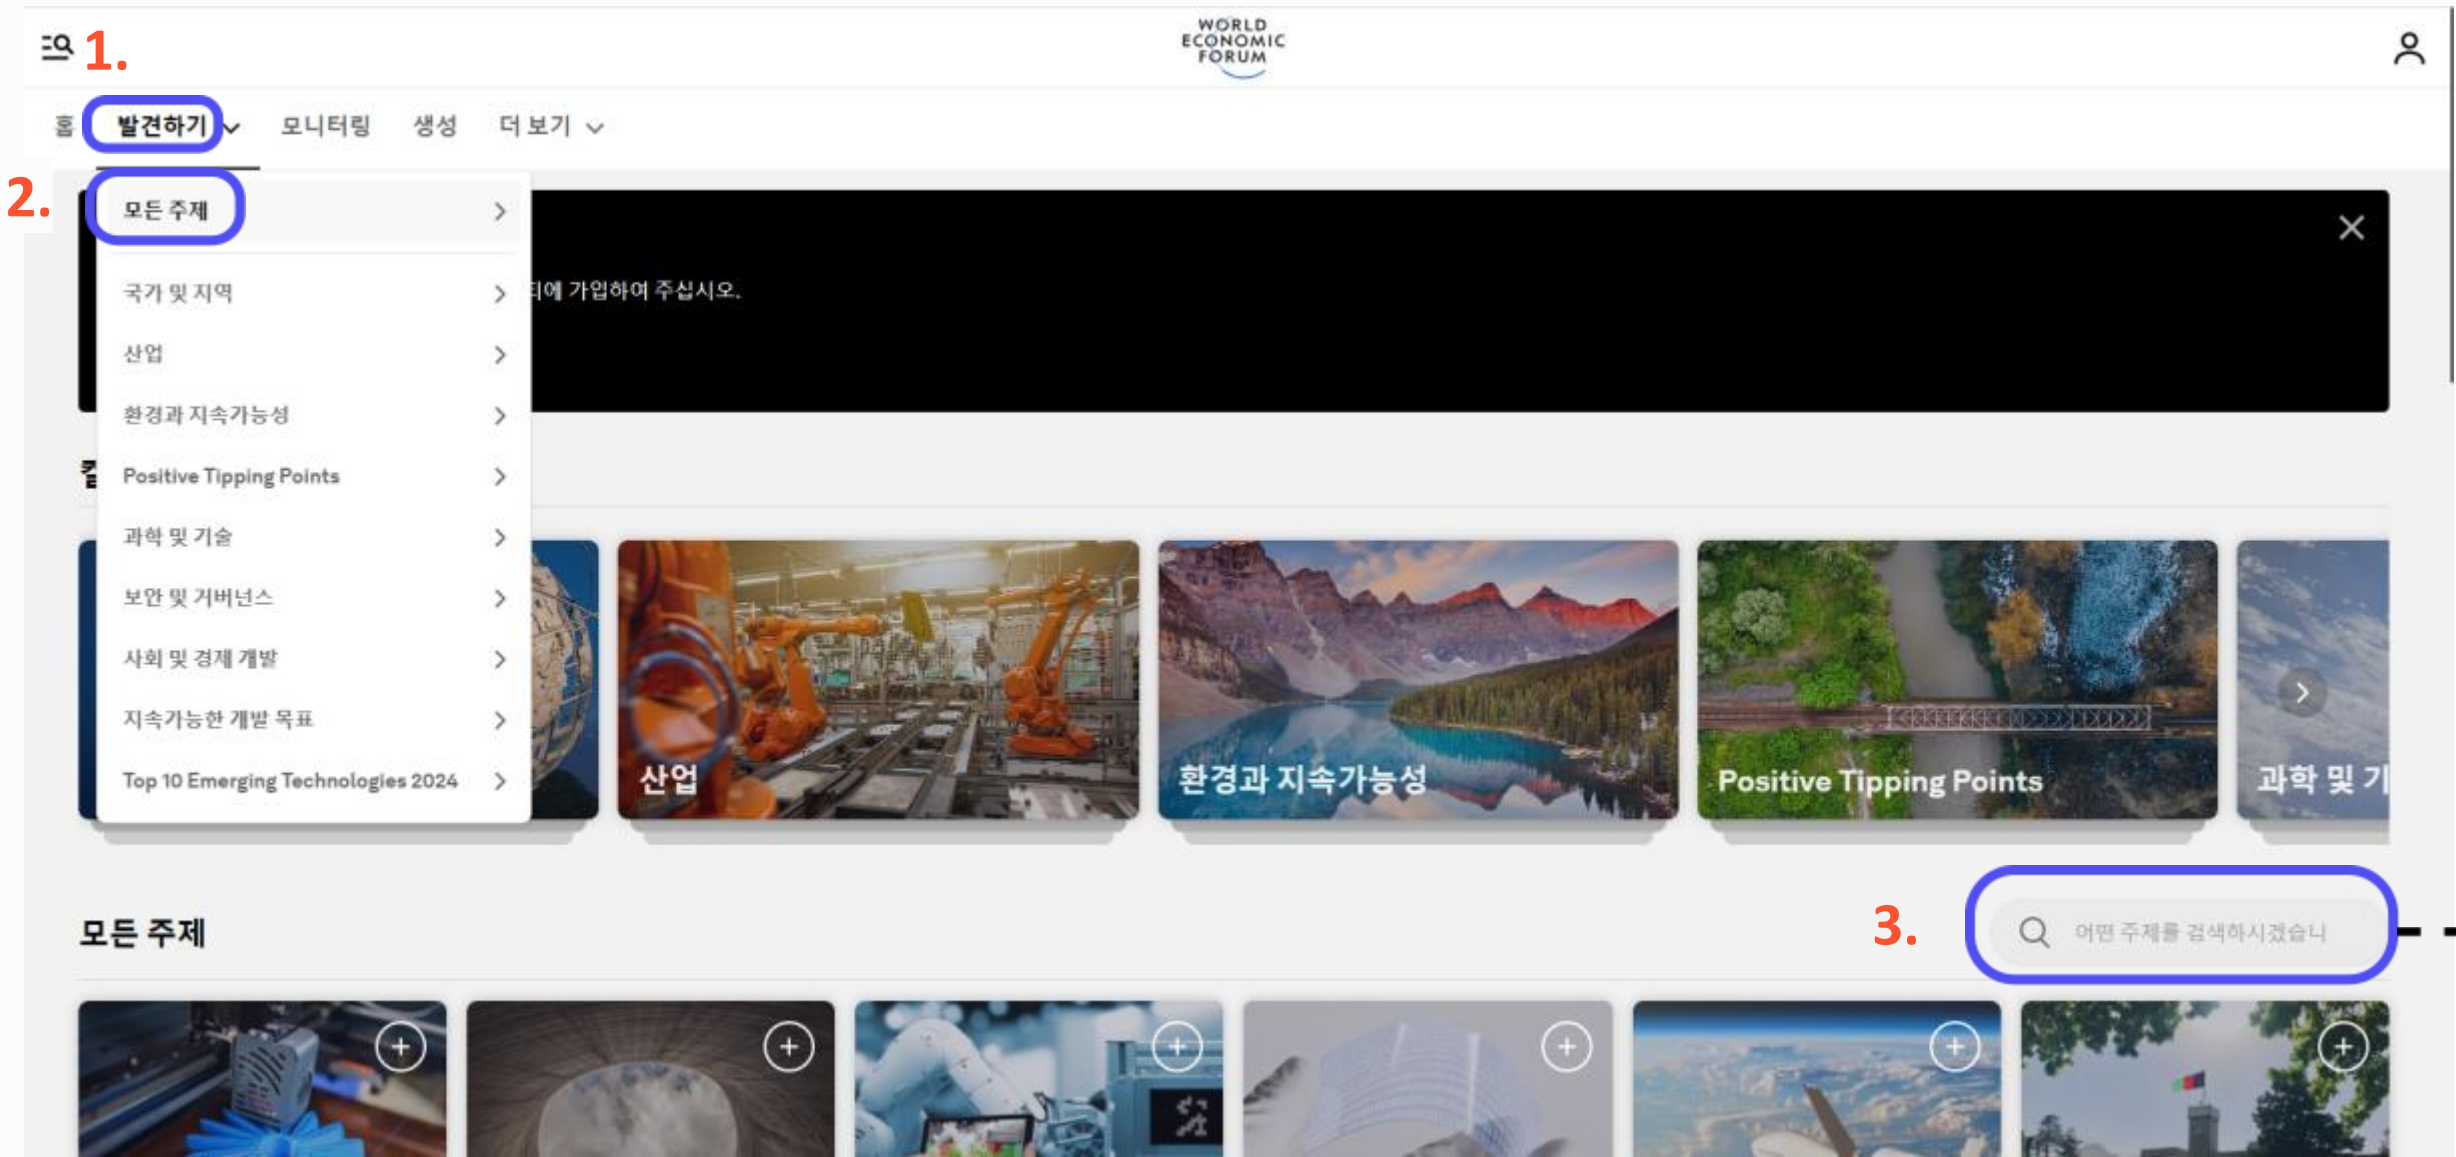 WORLD
ECONOMIC
FORUM
1.
홈 발견하기 모니터링 생성 더 보기
2.
모든 주제
국가 및 지역
티에 가입하여 주십시오.
산업
환경과 지속가능성
Positive Tipping Points
과학 및 기술
보안 및 거버넌스
사회 및 경제 개발
지속가능한 개발 목표
Top 10 Emerging Technologies 2024
산업
환경과 지속가능성
Positive Tipping Points
과학 및 기
모든 주제
3.
어떤 주제를 검색하시겠습니